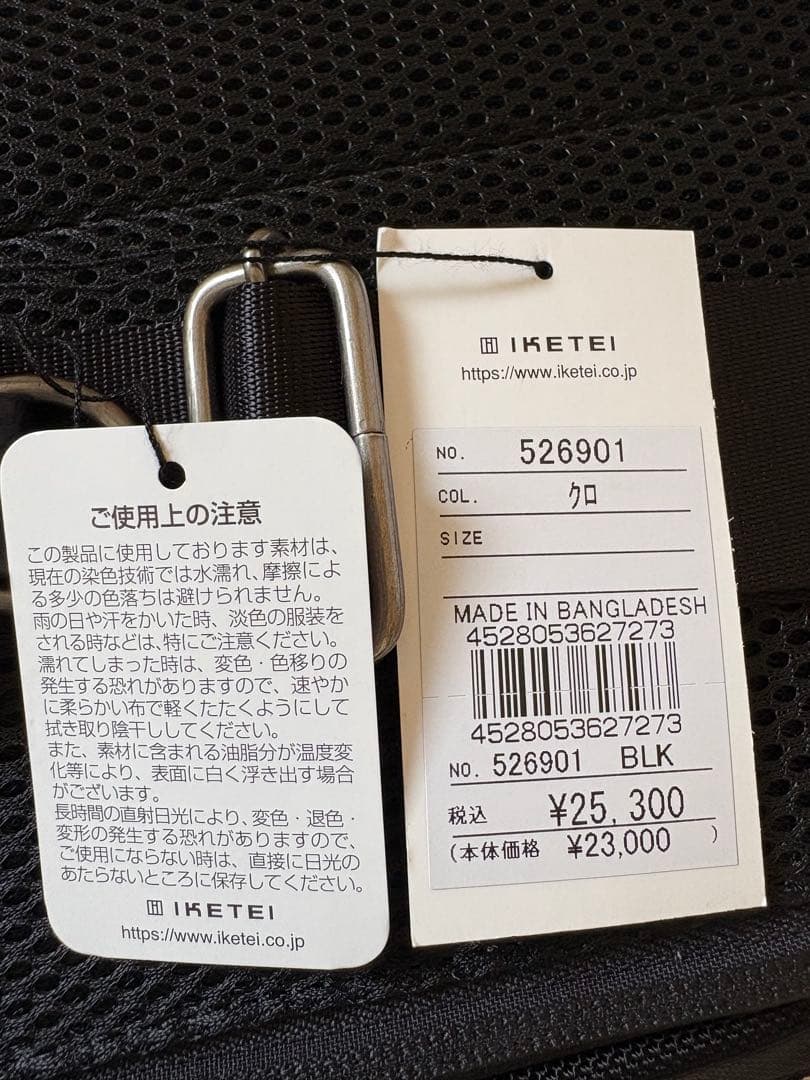 ご使用上の注意
この製品に使用しております素材は、
現在の染色技術では水濡れ、摩擦によ
る多少の色落ちは避けられません。
雨の日や汗をかいた時、淡色の服装を
される時などは、特にご注意ください。
濡れてしまった時は、変色・色移りの
発生する恐れがありますので、速やか
に柔らかい布で軽くたたくようにして
拭き取り陰干ししてください。
また、素材に含まれる油脂分が温度変
化等により、表面に白く浮き出す場合
がございます。
長時間の直射日光により、変色・退色・
変形の発生する恐れがありますので、
ご使用にならない時は、直接に日光の
あたらないところに保存してください。
IKETEI
https://www.iketei.co.jp
IKETEI
https://www.iketei.co.jp
NO. 526901
COL. クロ
SIZE
MADE IN BANGLADESH
4528053627273
4528053627273
NO. 526901 BLK
税込 ¥25,300
(本体価格 ¥23,000 )